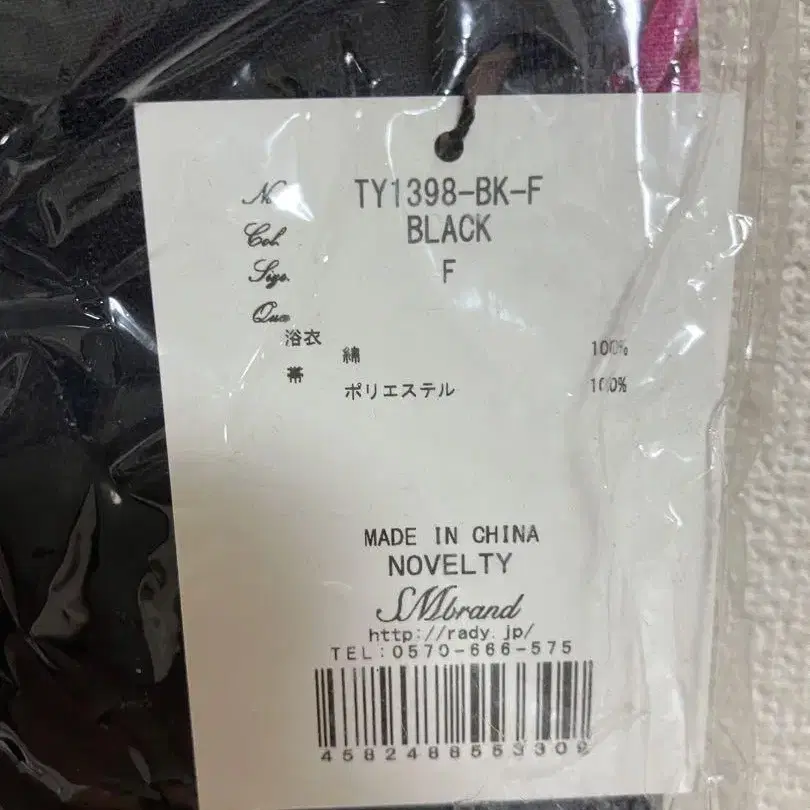 No TY1398-BK-F
Col. BLACK
Size. F
Qua
浴衣
綿 100%
帯
ポリエステル 100%
MADE IN CHINA
NOVELTY
SMbrand
http://rady.jp/
TEL:0570-666-575